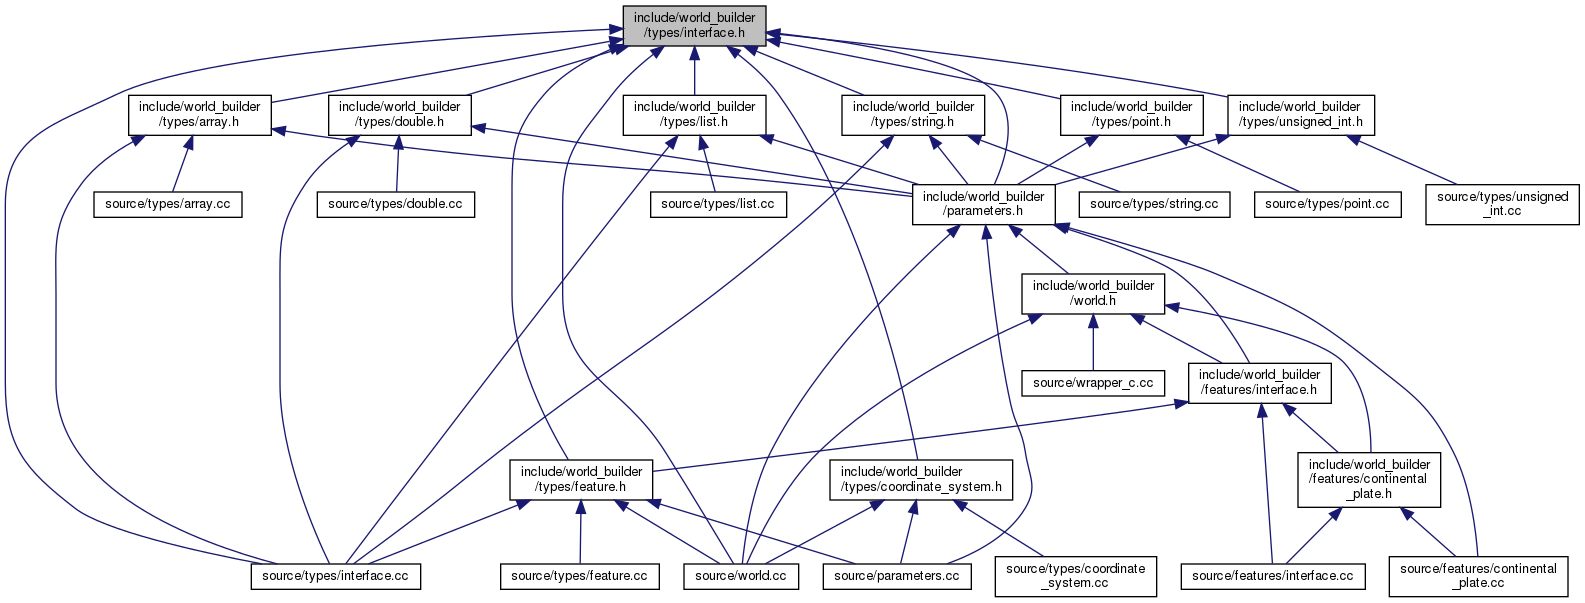 include/world_builder
/types/interface.h
include/world_builder
/types/array.h
include/world_builder
/types/double.h
include/world_builder
/types/list.h
include/world_builder
/types/string.h
include/world_builder
/types/point.h
include/world_builder
/types/unsigned_int.h
source/types/array.cc
source/types/double.cc
source/types/list.cc
include/world_builder
/parameters.h
source/types/string.cc
source/types/point.cc
source/types/unsigned
_int.cc
include/world_builder
/world.h
source/wrapper_c.cc
include/world_builder
/features/interface.h
include/world_builder
/types/feature.h
include/world_builder
/types/coordinate_system.h
include/world_builder
/features/continental
_plate.h
source/types/interface.cc
source/types/feature.cc
source/world.cc
source/parameters.cc
source/types/coordinate
_system.cc
source/features/interface.cc
source/features/continental
_plate.cc